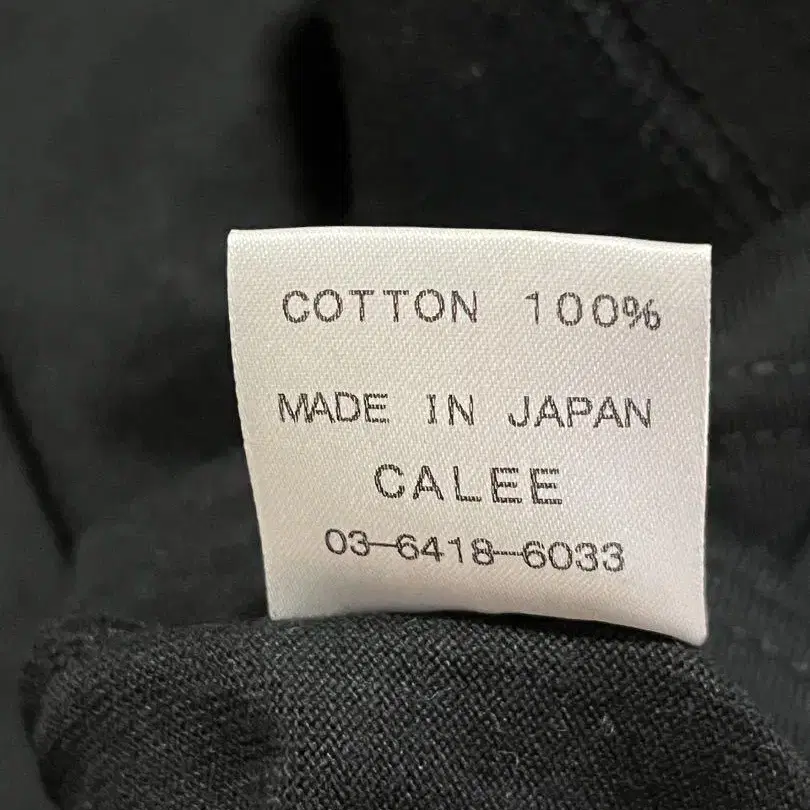 COTTON 100%
MADE IN JAPAN
CALEE
03-6418-6033